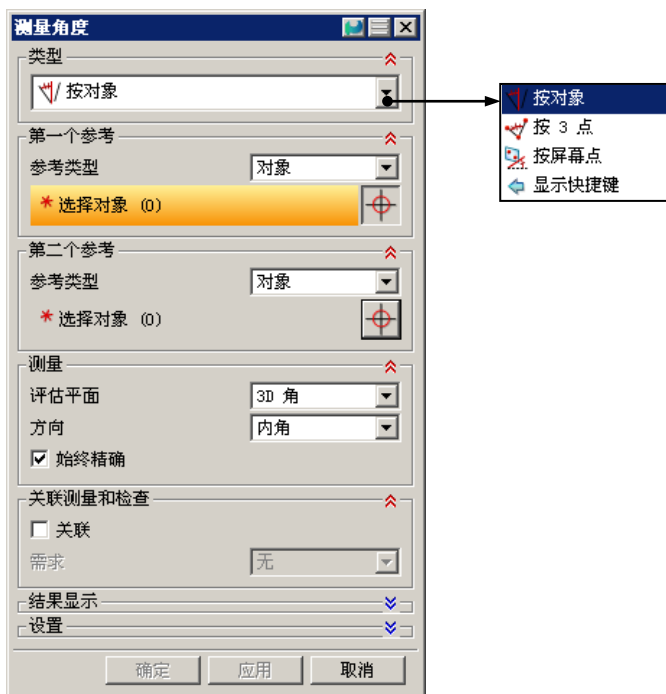 测量角度
类型
按对象
第一个参考
参考类型 对象
* 选择对象 (0)
第二个参考
参考类型 对象
* 选择对象 (0)
测量
评估平面 3D 角
方向 内角
始终精确
关联测量和检查
关联
需求 无
结果显示
设置
确定 应用 取消
按对象
按 3 点
按屏幕点
显示快捷键